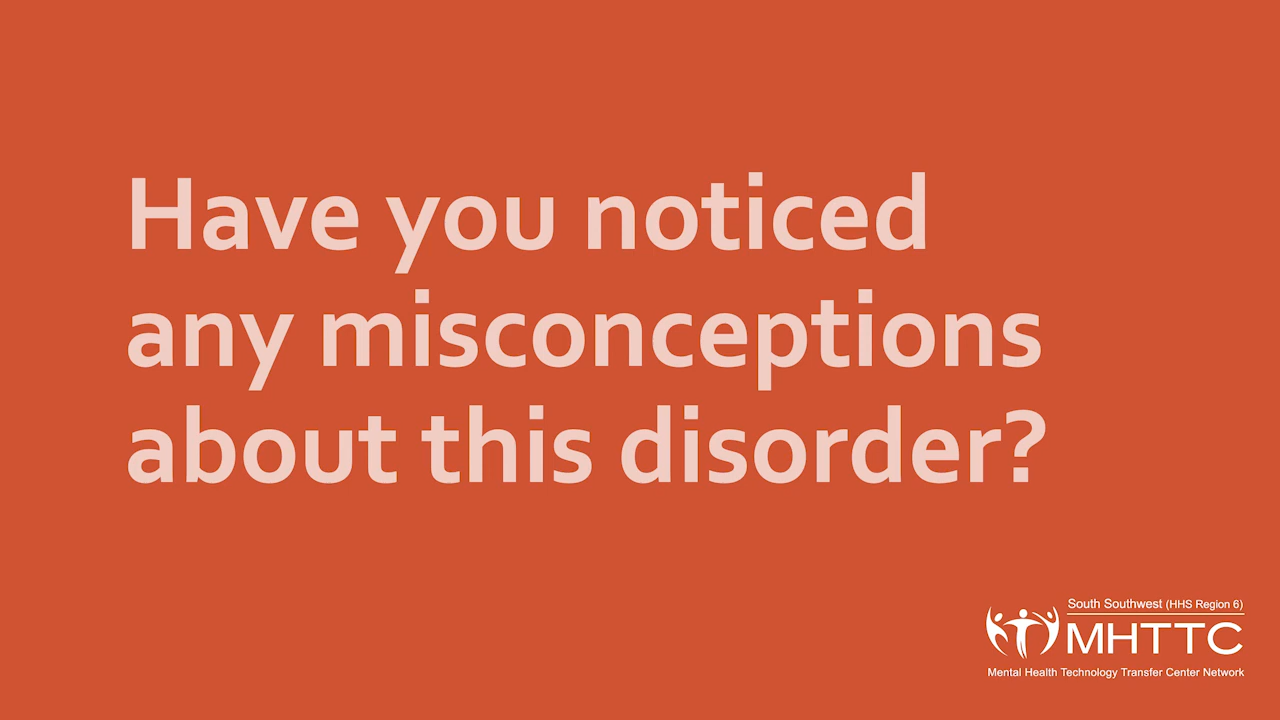 Have you noticed
any misconceptions
about this disorder?
South Southwest (HHS Region 6)
MHTTC
Mental Health Technology Transfer Center Network